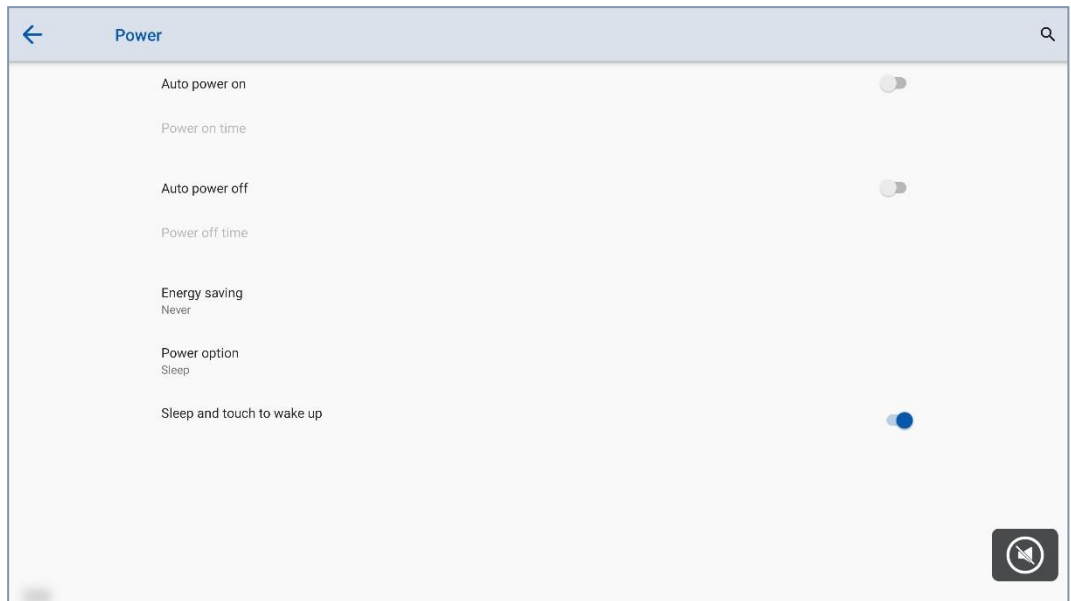 Power
Auto power on
Power on time
Auto power off
Power off time
Energy saving
Never
Power option
Sleep
Sleep and touch to wake up